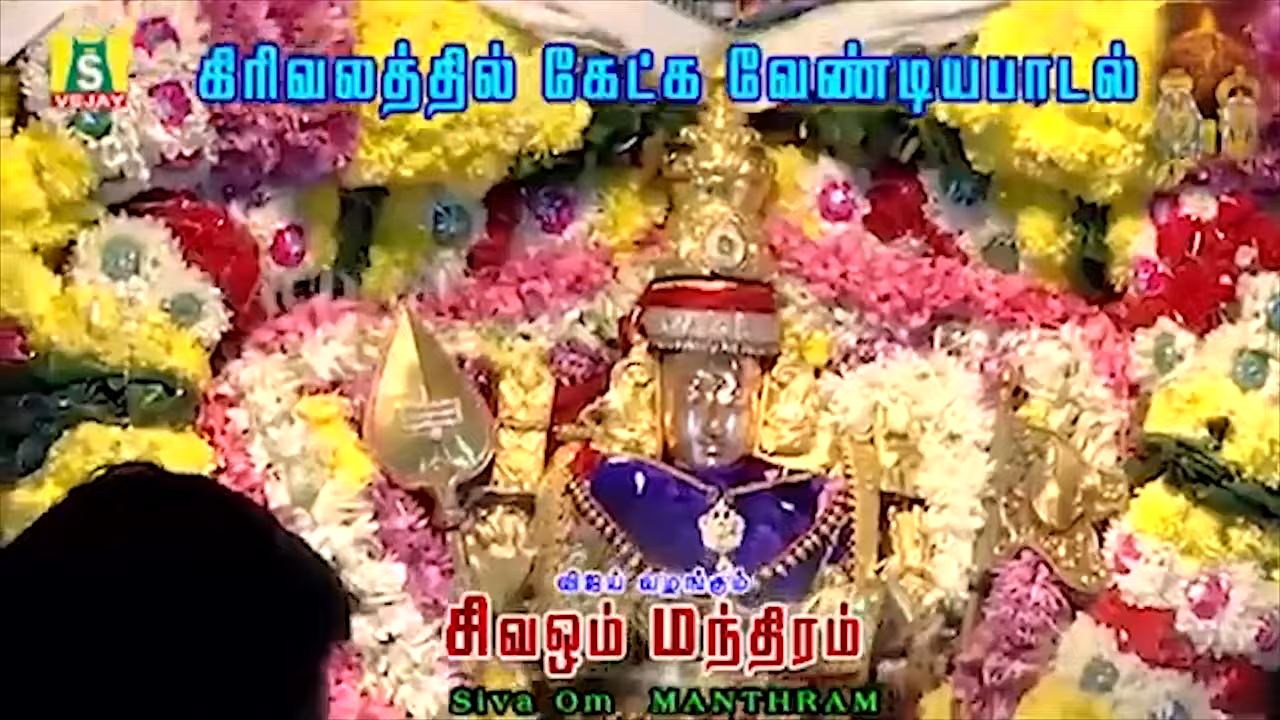 S
VEJAY
கிரிவலத்தில் கேட்க வேண்டியபாடல்
விஜய் வழங்கும்
சிவஓம் மந்திரம்
Siva Om MANTHRAM